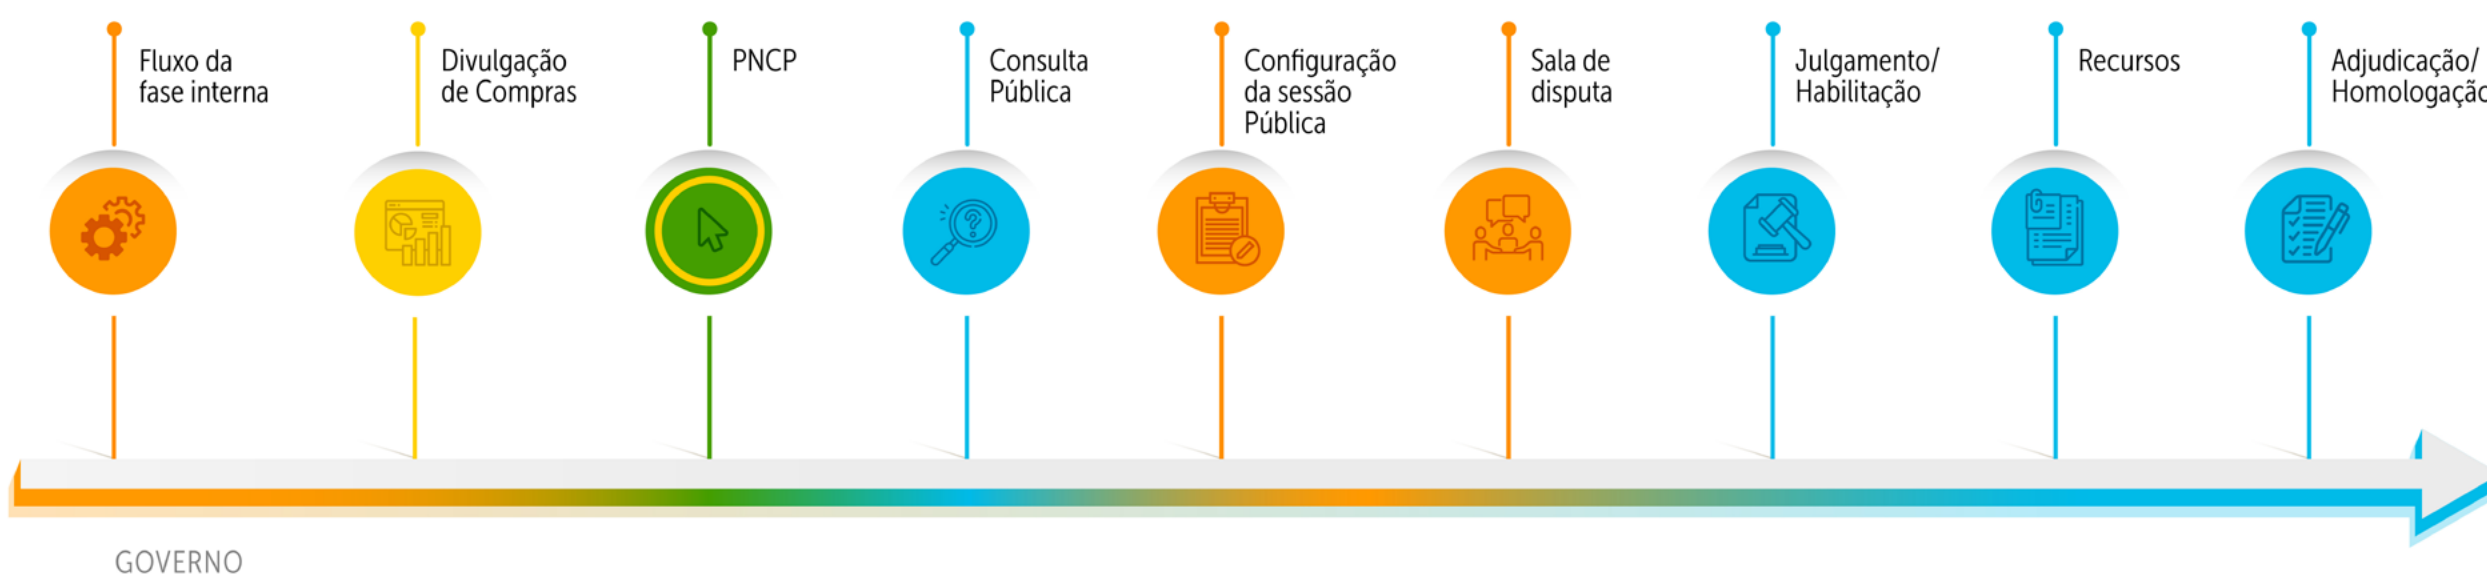 Fluxo da
fase interna
Divulgação
de Compras
PNCP
Consulta
Pública
Configuração
da sessão
Pública
Sala de
disputa
Julgamento/
Habilitação
Recursos
Adjudicação/
Homologação
GOVERNO